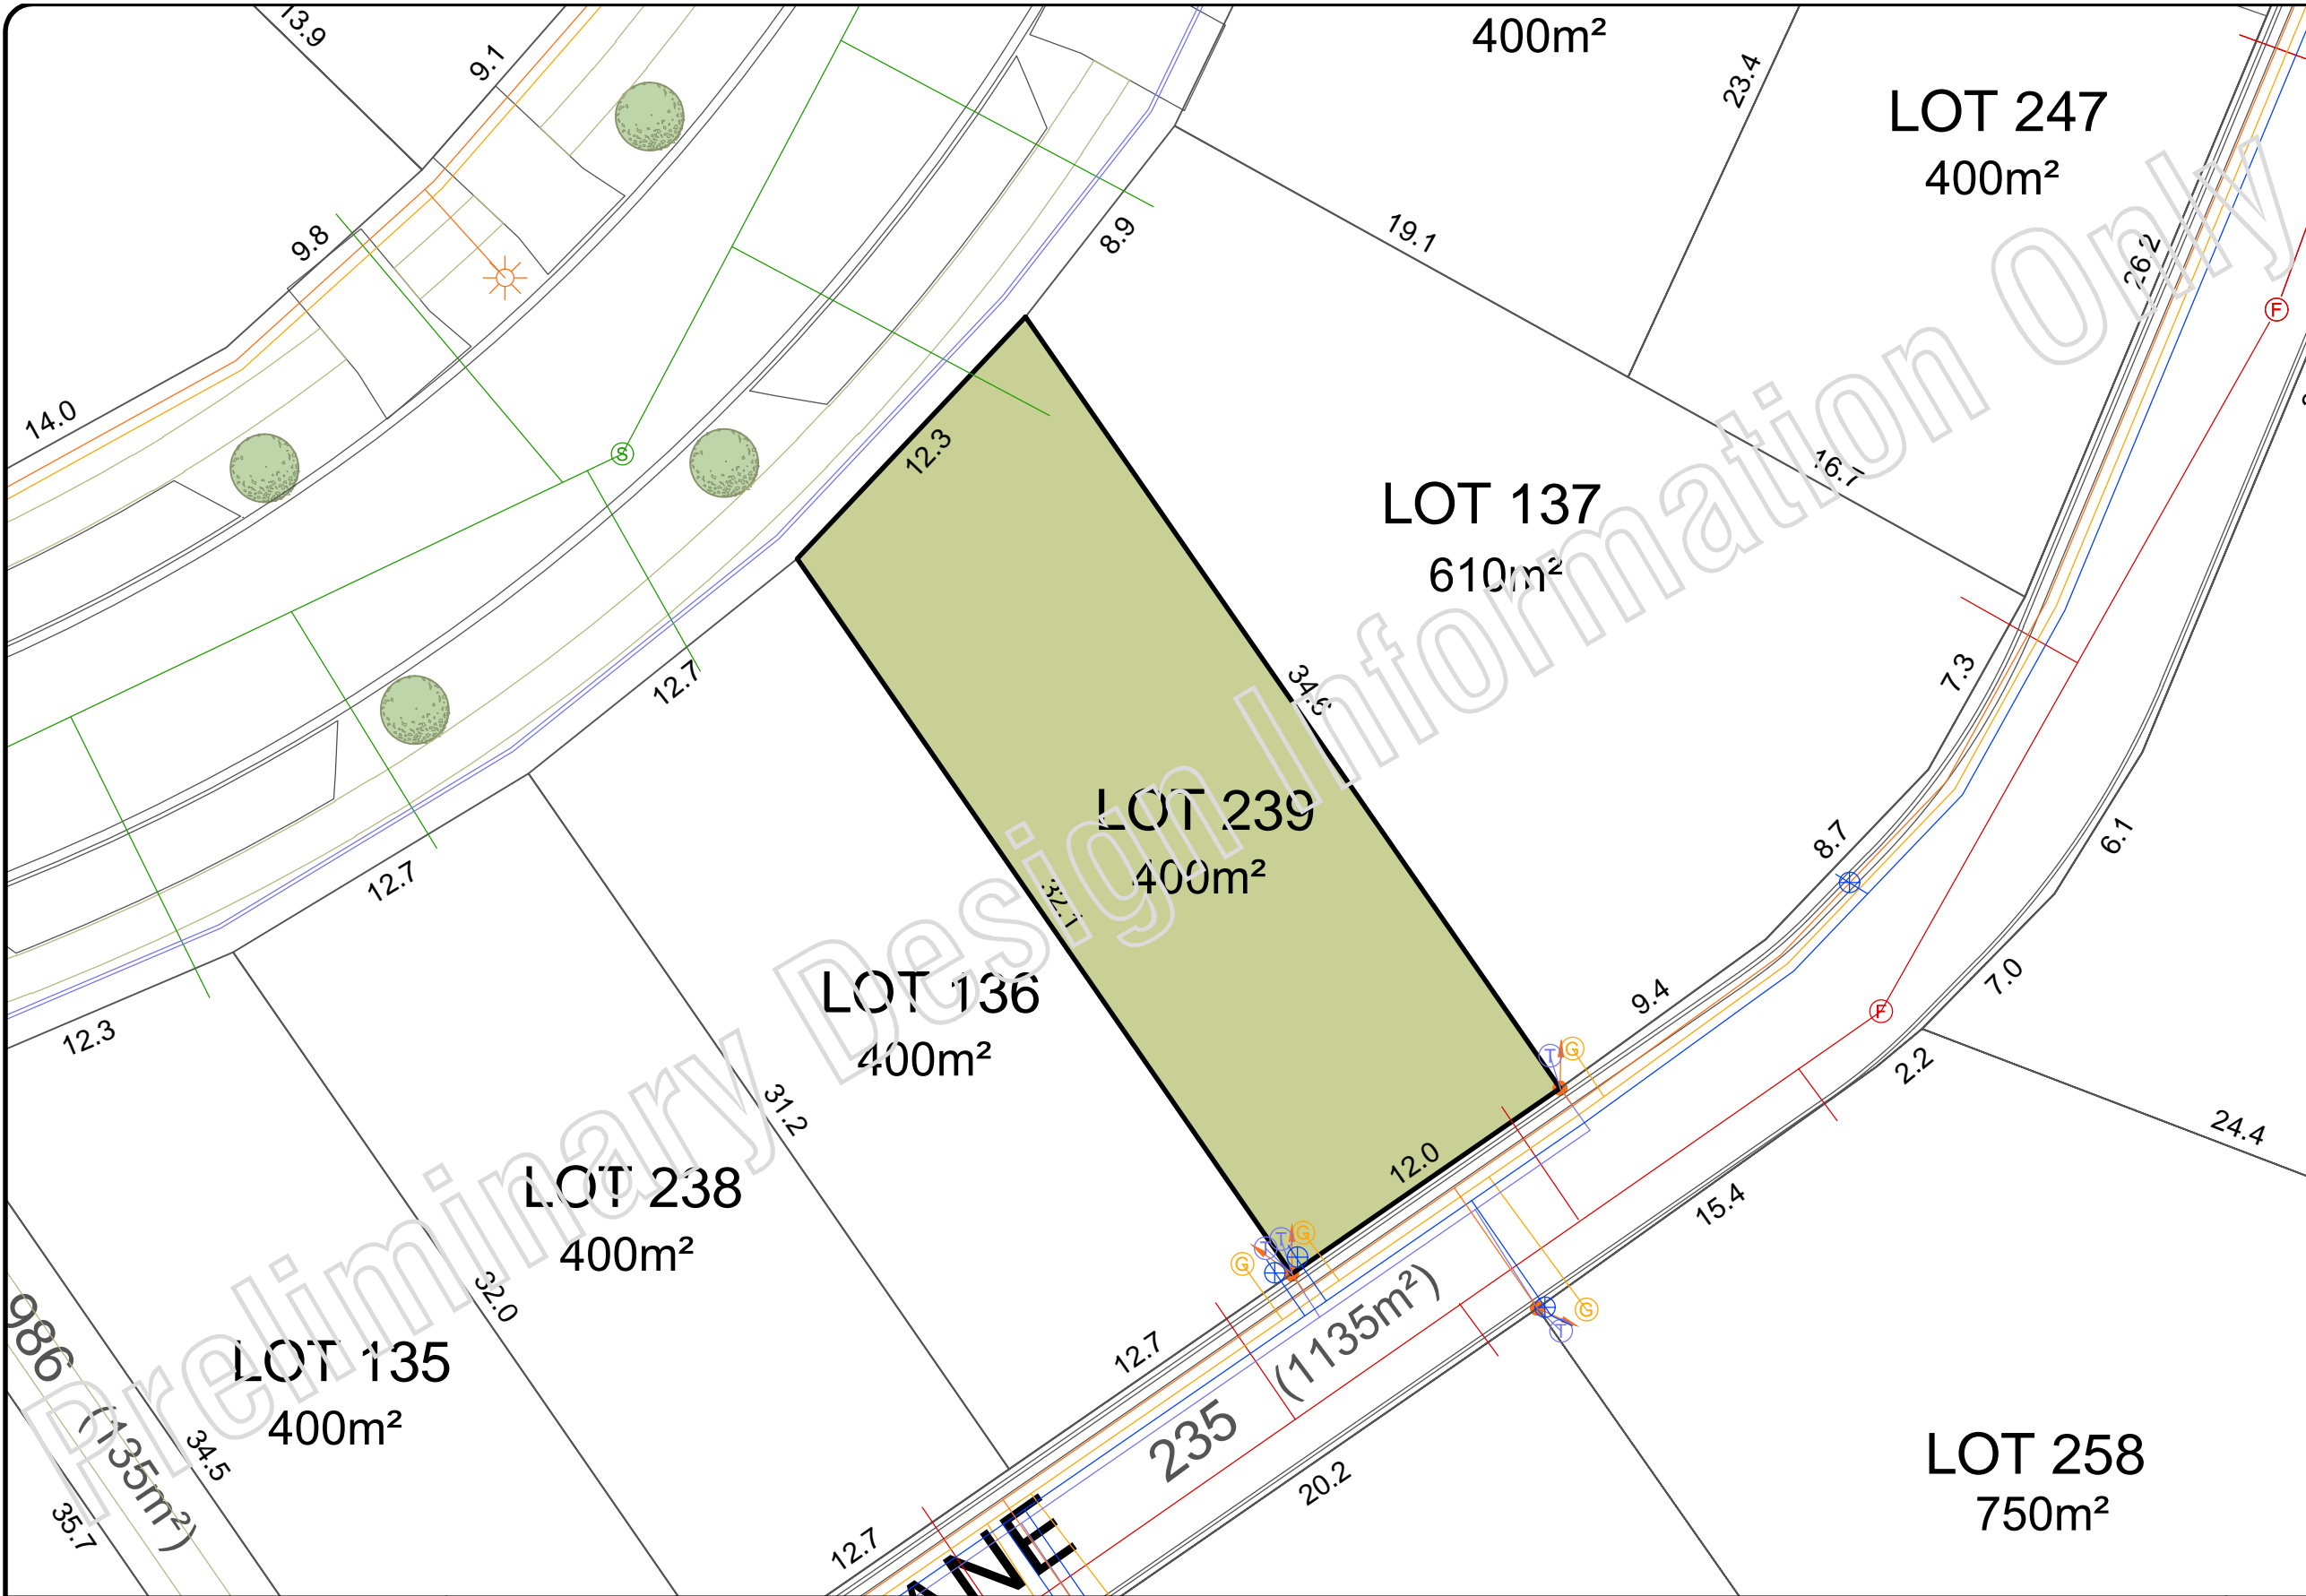 13.9
9.1
400m²
23.4
LOT 247
400m²
9.8
8.9
19.1
26.2
14.0
12.3
S
F
16.7
LOT 137
610m²
34.6
12.7
7.3
LOT 239
400m²
32.1
8.7
6.1
12.7
LOT 136
400m²
9.4
7.0
F
12.3
31.2
2.2
24.4
T
G
LOT 238
400m²
12.0
15.4
G
T
T
G
G
T
32.0
986
(135m²)
LOT 135
400m²
12.7
235
(1135m²)
20.2
34.5
35.7
12.7
LOT 258
750m²
Preliminary Design Information Only